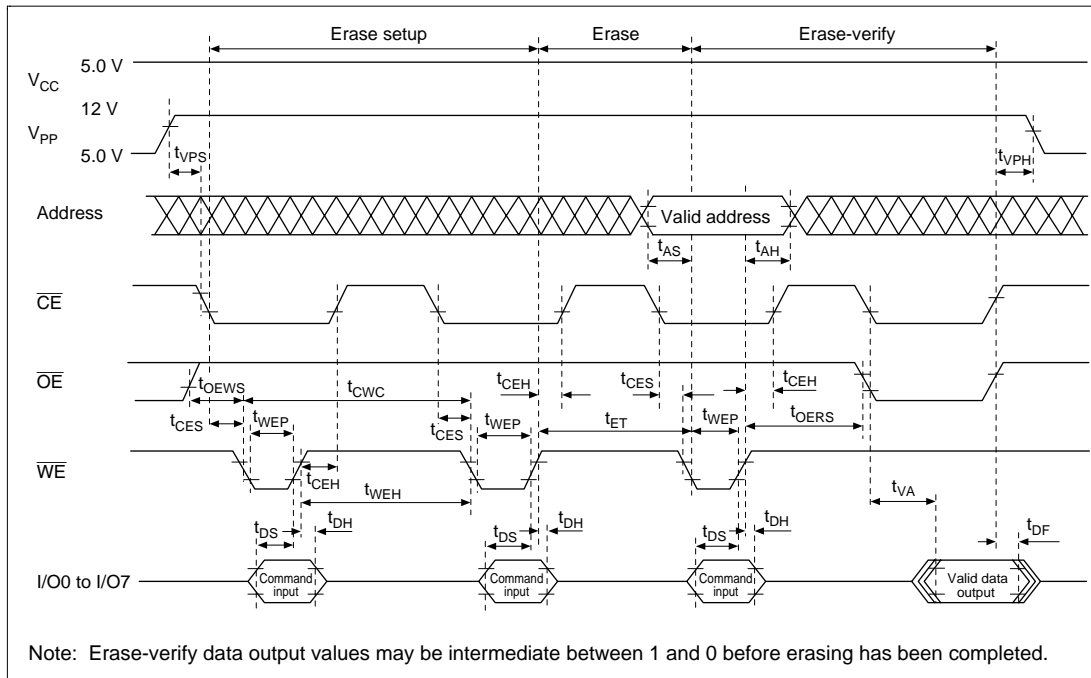 Erase setup Erase Erase-verify
5.0 V
VCC
12 V
VPP
5.0 V
tVPS tVPH
Address Valid address
tAS tAH
CE
OE
tOEWS tCWC tCEH tCES tCEH
tCES tWEP tCES tWEP tET tWEP tOERS
WE
tCEH tWEH tVA
tDS tDH tDS tDH tDS tDH tDF
I/O0 to I/O7 Command input Command input Command input Valid data output
Note: Erase-verify data output values may be intermediate between 1 and 0 before erasing has been completed.